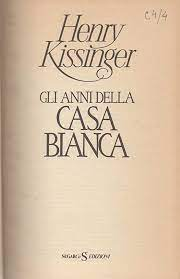 Henry
Kissinger
C4/4
GLI ANNI DELLA
CASA
BIANCA
SUGARCO EDIZIONI